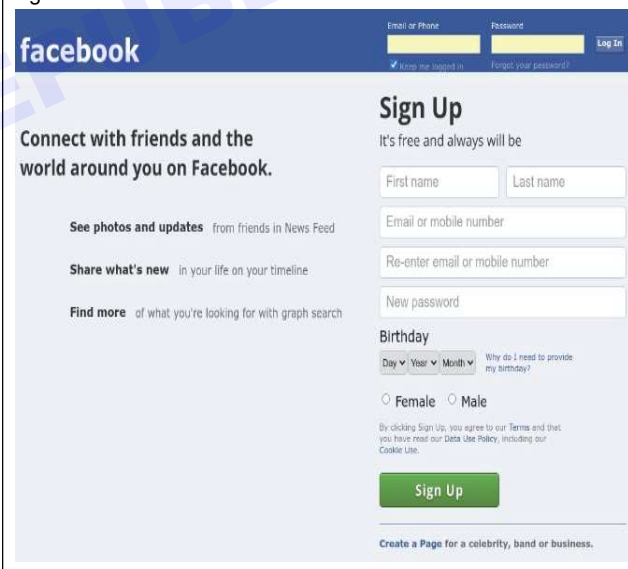 Email or Phone Password
facebook Log In
Keep me logged in Forgot your password?
Sign Up
It's free and always will be
Connect with friends and the
world around you on Facebook.
First name Last name
Email or mobile number
See photos and updates from friends in News Feed
Re-enter email or mobile number
Share what's new in your life on your timeline
New password
Find more of what you're looking for with graph search
Birthday
Day Year Month Why do I need to provide
my birthday?
Female Male
By clicking Sign Up, you agree to our Terms and that
you have read our Data Use Policy, including our
Cookie Use.
Sign Up
Create a Page for a celebrity, band or business.